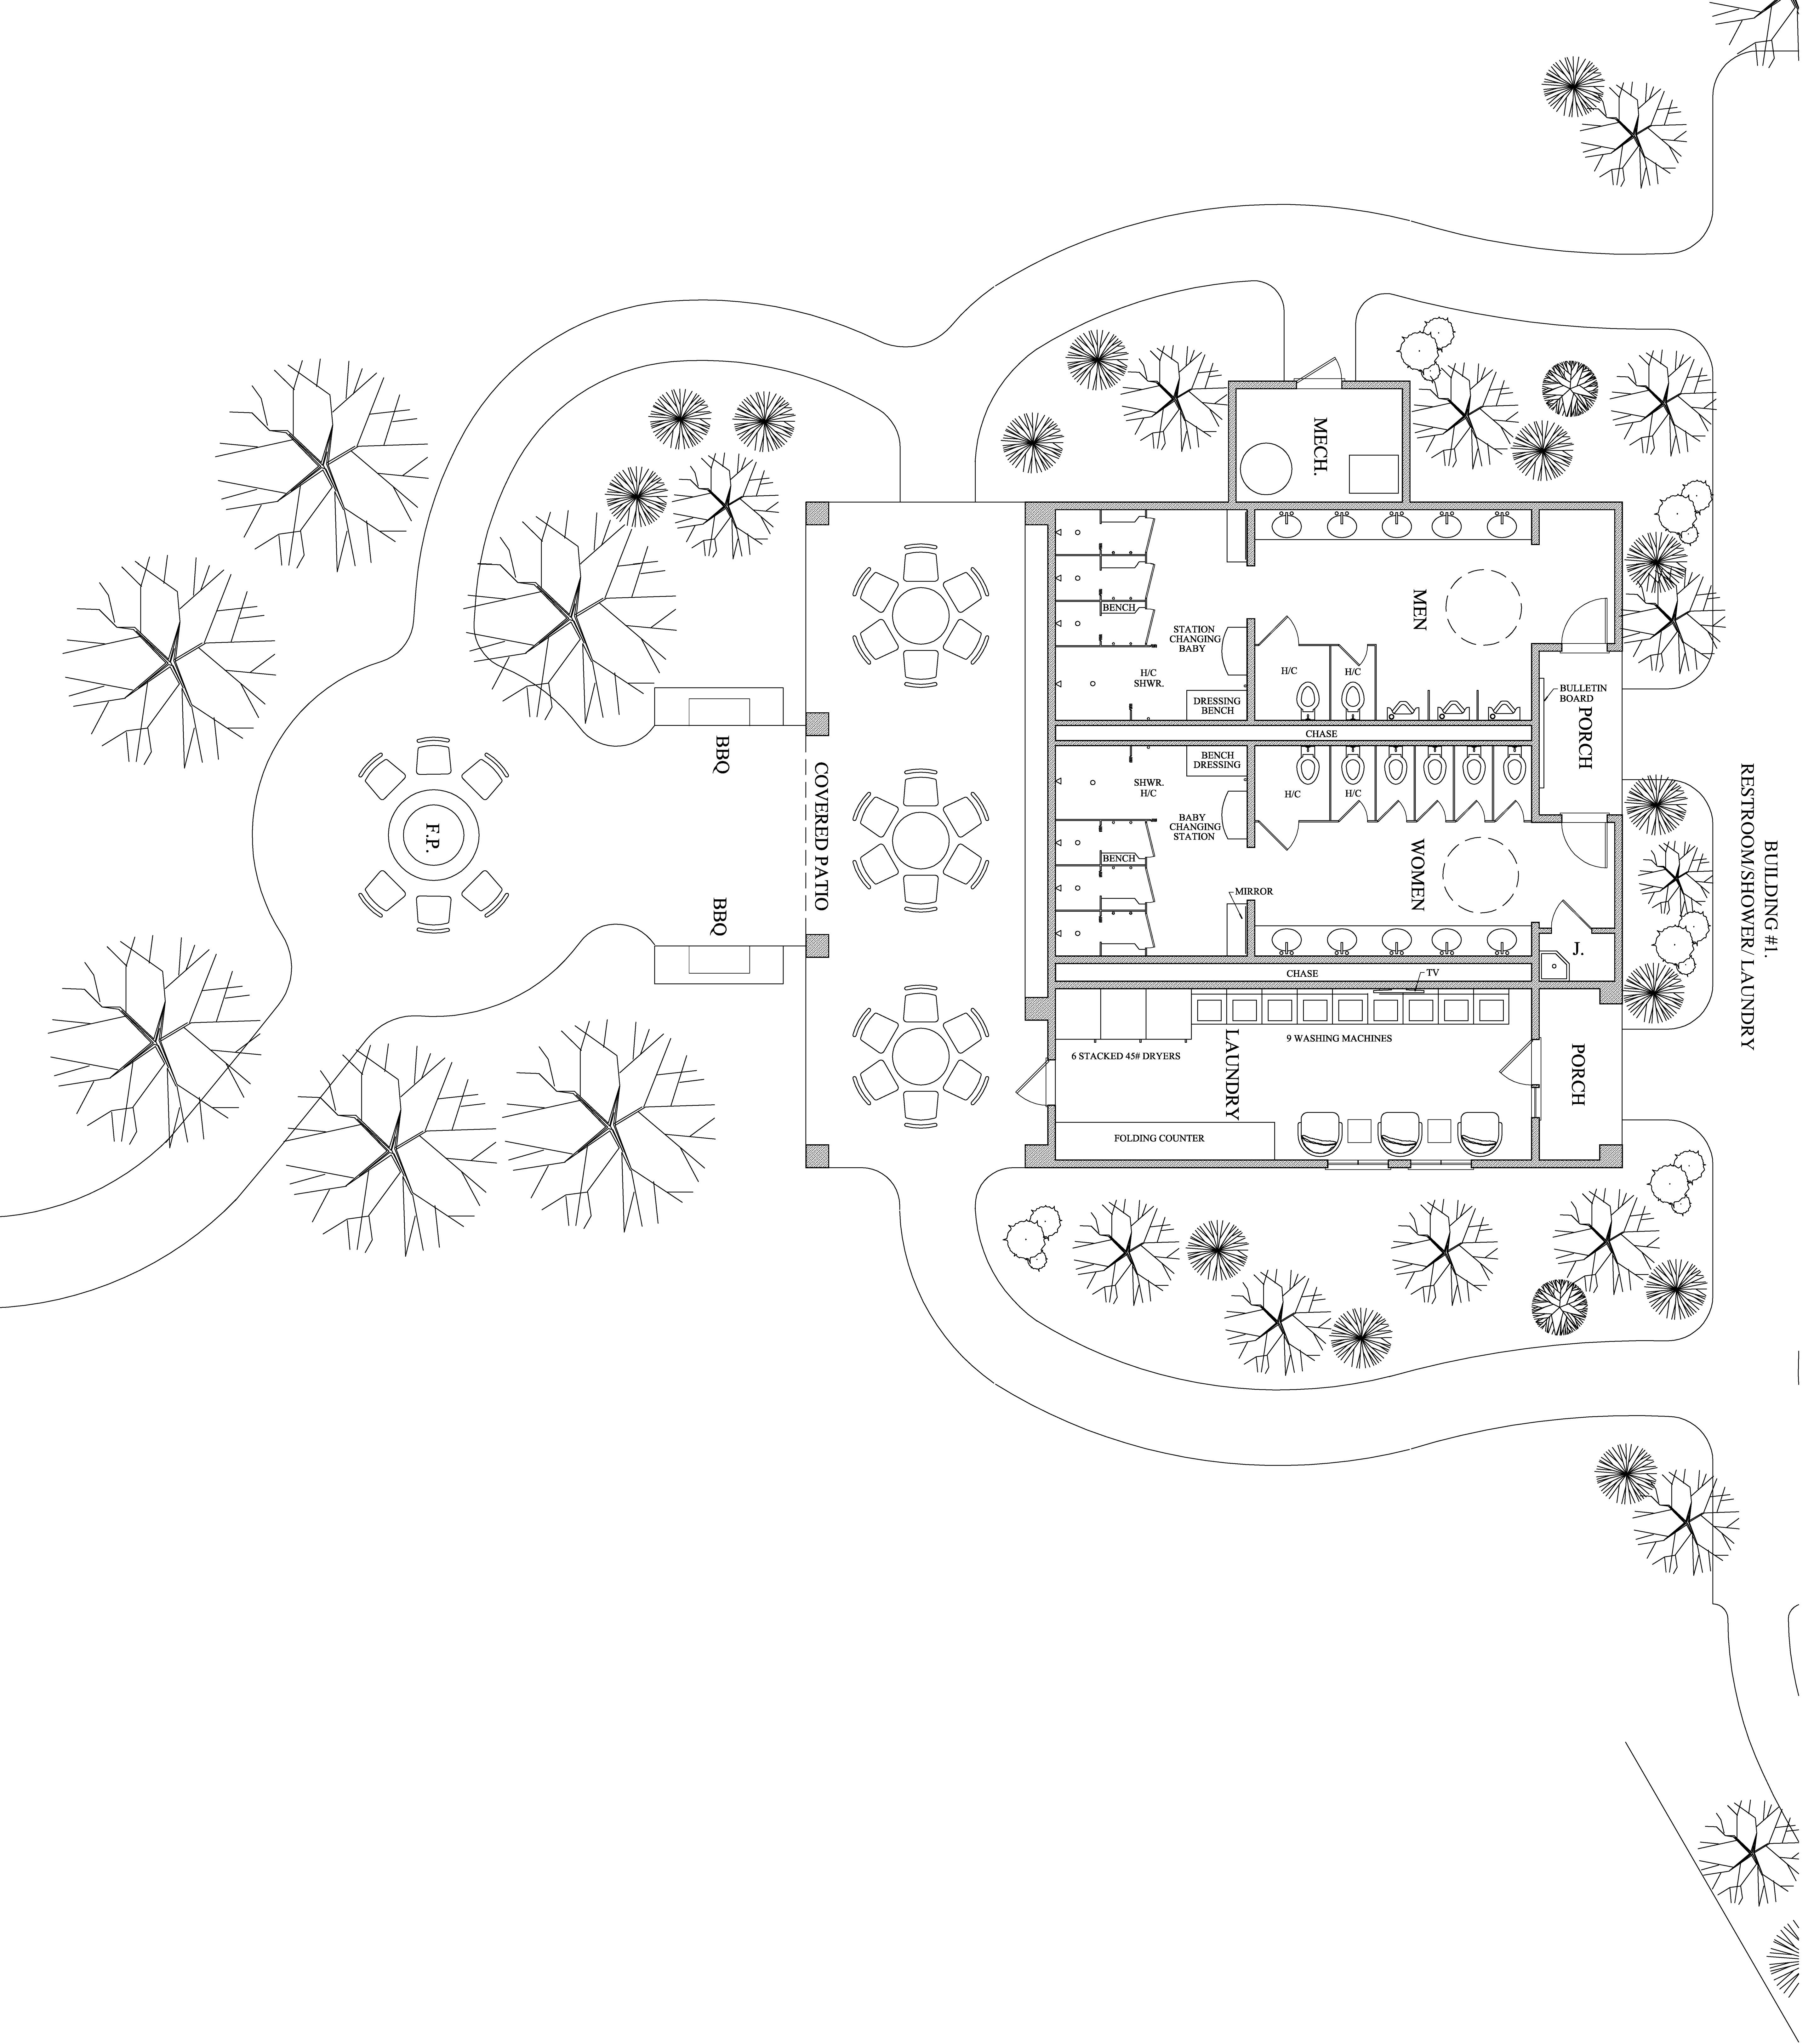 MECH.
MEN
BENCH
STATION
CHANGING
BABY
H/C
SHWR.
DRESSING
BENCH
H/C
H/C
BULLETIN
BOARD
PORCH
CHASE
BBQ
COVERED PATIO
BENCH
DRESSING
SHWR.
H/C
H/C
H/C
BABY
CHANGING
STATION
BENCH
WOMEN
MIRROR
F.P.
BBQ
J.
CHASE
TV
BUILDING #1.
RESTROOM/SHOWER/ LAUNDRY
9 WASHING MACHINES
6 STACKED 45# DRYERS
LAUNDRY
PORCH
FOLDING COUNTER